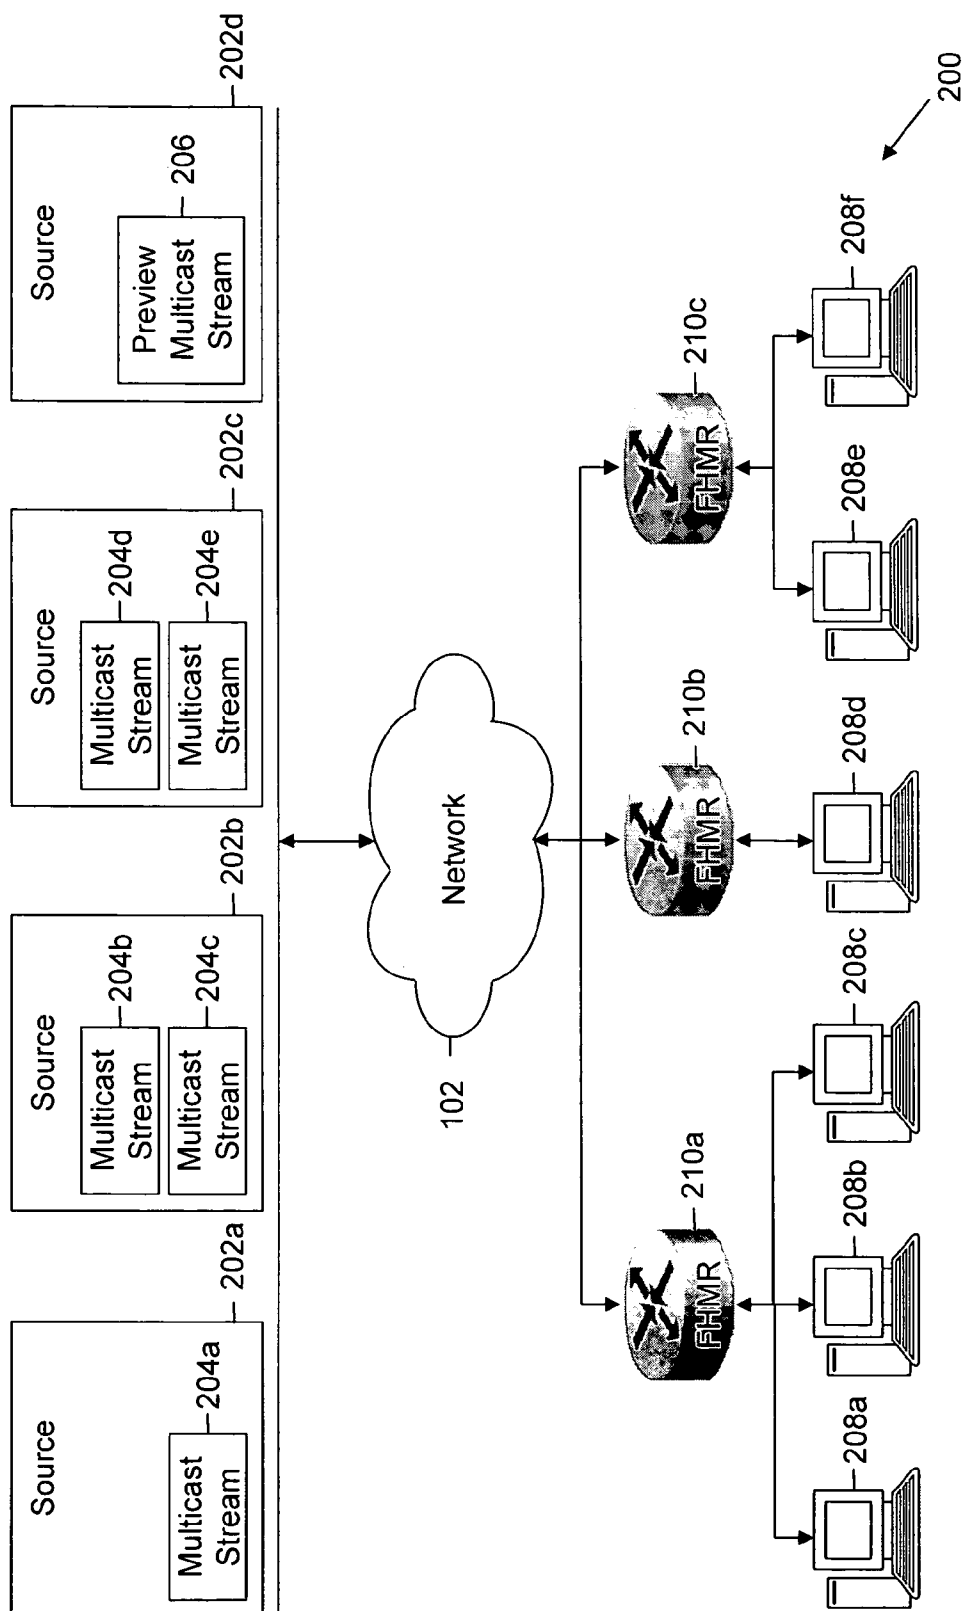 Source
202a
Multicast
Stream
204a
Source
202b
Multicast
Stream
204b
Multicast
Stream
204c
Source
202c
Multicast
Stream
204d
Multicast
Stream
204e
Source
202d
Preview
Multicast
Stream
206
Network
102
FHMR
210a
FHMR
210b
FHMR
210c
208a
208b
208c
208d
208e
208f
200